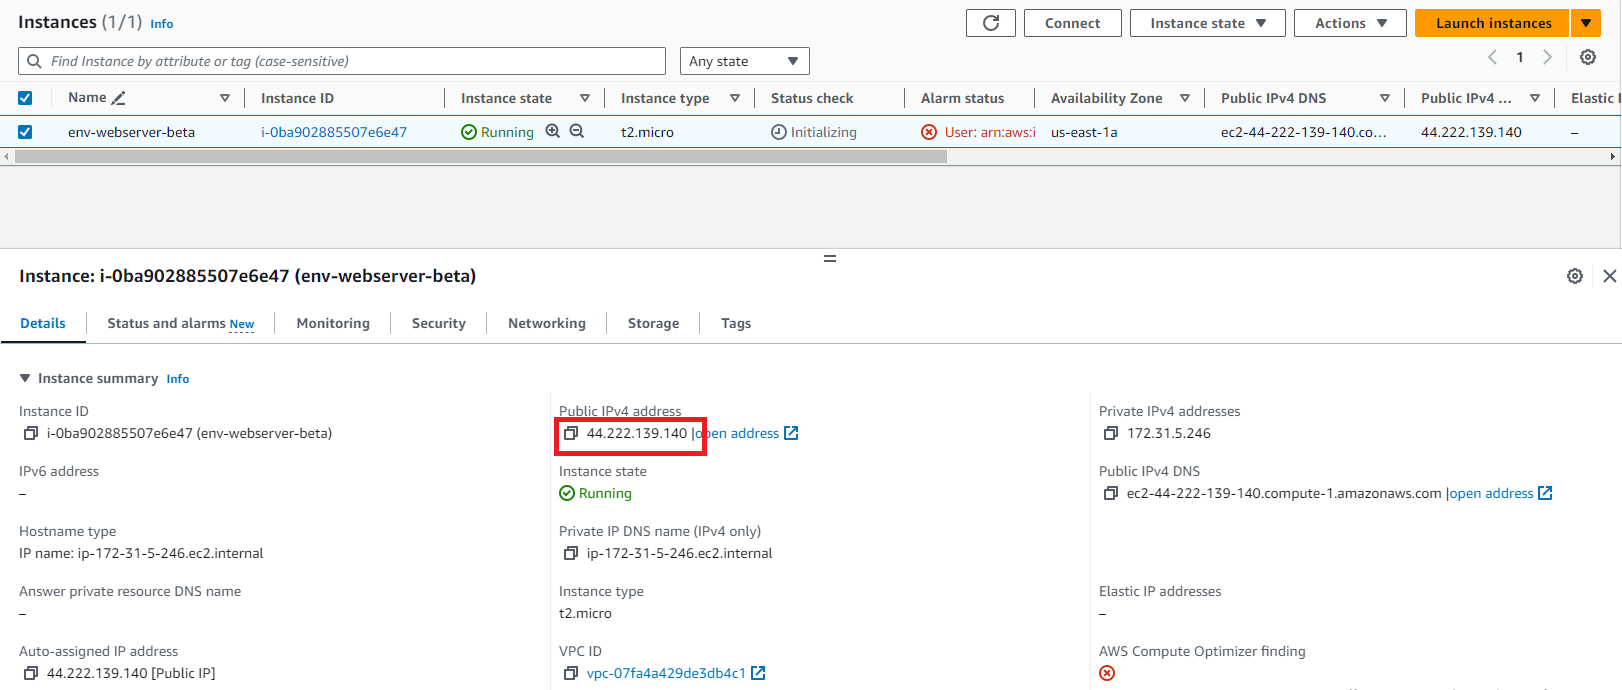 Instances (1/1) Info
Connect
Instance state
Actions
Launch instances
Find Instance by attribute or tag (case-sensitive)
Any state
1
Name Instance ID Instance state Instance type Status check Alarm status Availability Zone Public IPv4 DNS Public IPv4 ... Elastic
env-webserver-beta i-0ba902885507e6e47 Running t2.micro Initializing User: arn:aws:i us-east-1a ec2-44-222-139-140.co... 44.222.139.140 –
Instance: i-0ba902885507e6e47 (env-webserver-beta)
Details Status and alarms New Monitoring Security Networking Storage Tags
Instance summary Info
Instance ID
i-0ba902885507e6e47 (env-webserver-beta)
Public IPv4 address
44.222.139.140 |open address
Private IPv4 addresses
172.31.5.246
IPv6 address
–
Instance state
Running
Public IPv4 DNS
ec2-44-222-139-140.compute-1.amazonaws.com |open address
Hostname type
IP name: ip-172-31-5-246.ec2.internal
Private IP DNS name (IPv4 only)
ip-172-31-5-246.ec2.internal
Answer private resource DNS name
–
Instance type
t2.micro
Elastic IP addresses
–
Auto-assigned IP address
44.222.139.140 [Public IP]
VPC ID
vpc-07fa4a429de3db4c1
AWS Compute Optimizer finding